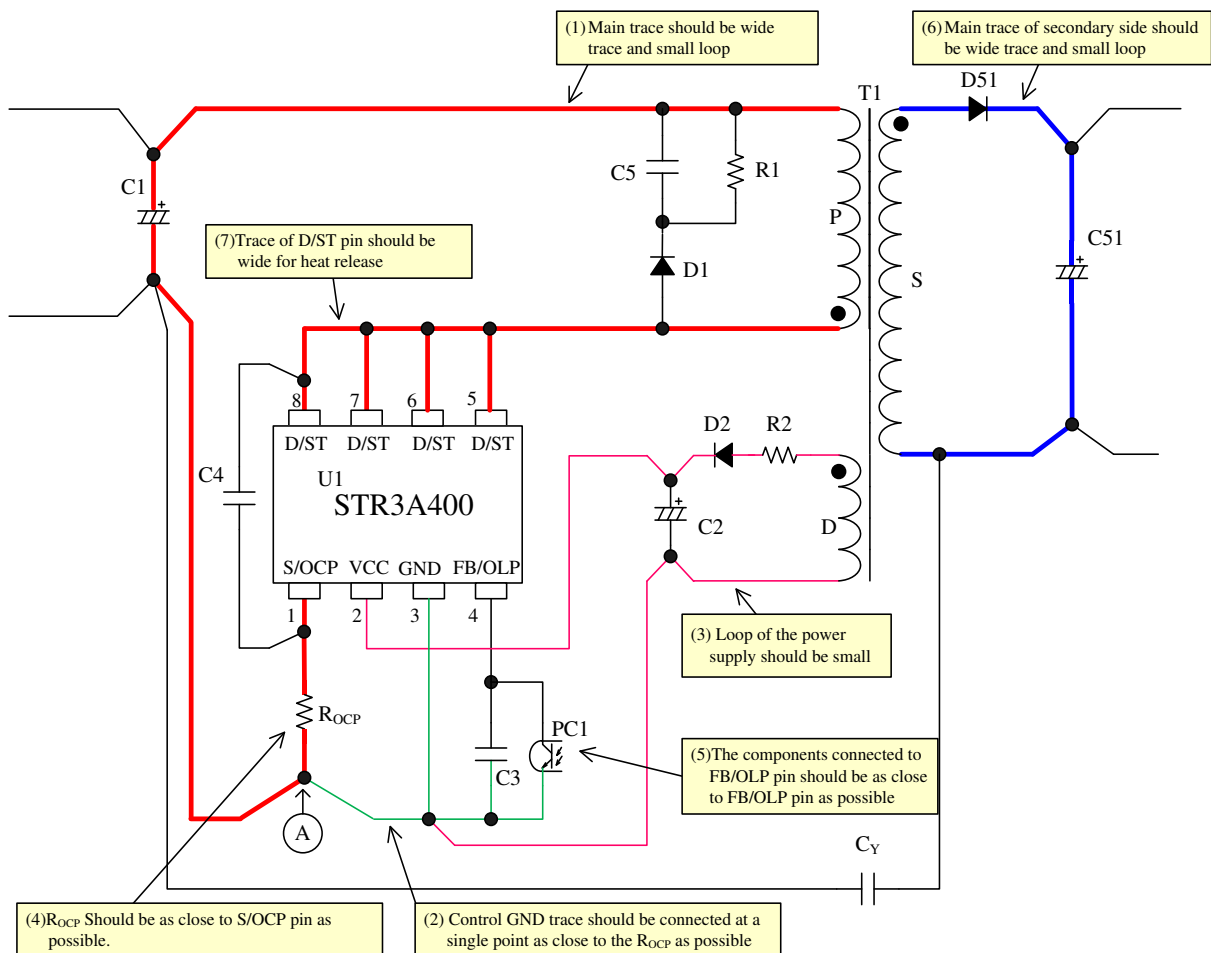 (1) Main trace should be wide
trace and small loop
(6) Main trace of secondary side should
be wide trace and small loop
D51
T1
C1
+
C5
R1
P
S
C51
+
(7)Trace of D/ST pin should be
wide for heat release
D1
8
7
6
5
D/ST
D/ST
D/ST
D/ST
C4
U1
STR3A400
S/OCP
VCC
GND
FB/OLP
1
2
3
4
D2
R2
+
C2
D
(3) Loop of the power
supply should be small
ROCP
PC1
C3
(5)The components connected to
FB/OLP pin should be as close
to FB/OLP pin as possible
A
CY
(4)ROCP Should be as close to S/OCP pin as
possible.
(2) Control GND trace should be connected at a
single point as close to the ROCP as possible